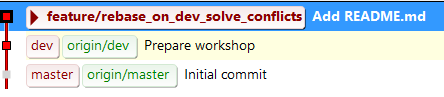 feature/rebase_on_dev_solve_conflicts Add README.md
dev origin/dev Prepare workshop
master origin/master Initial commit